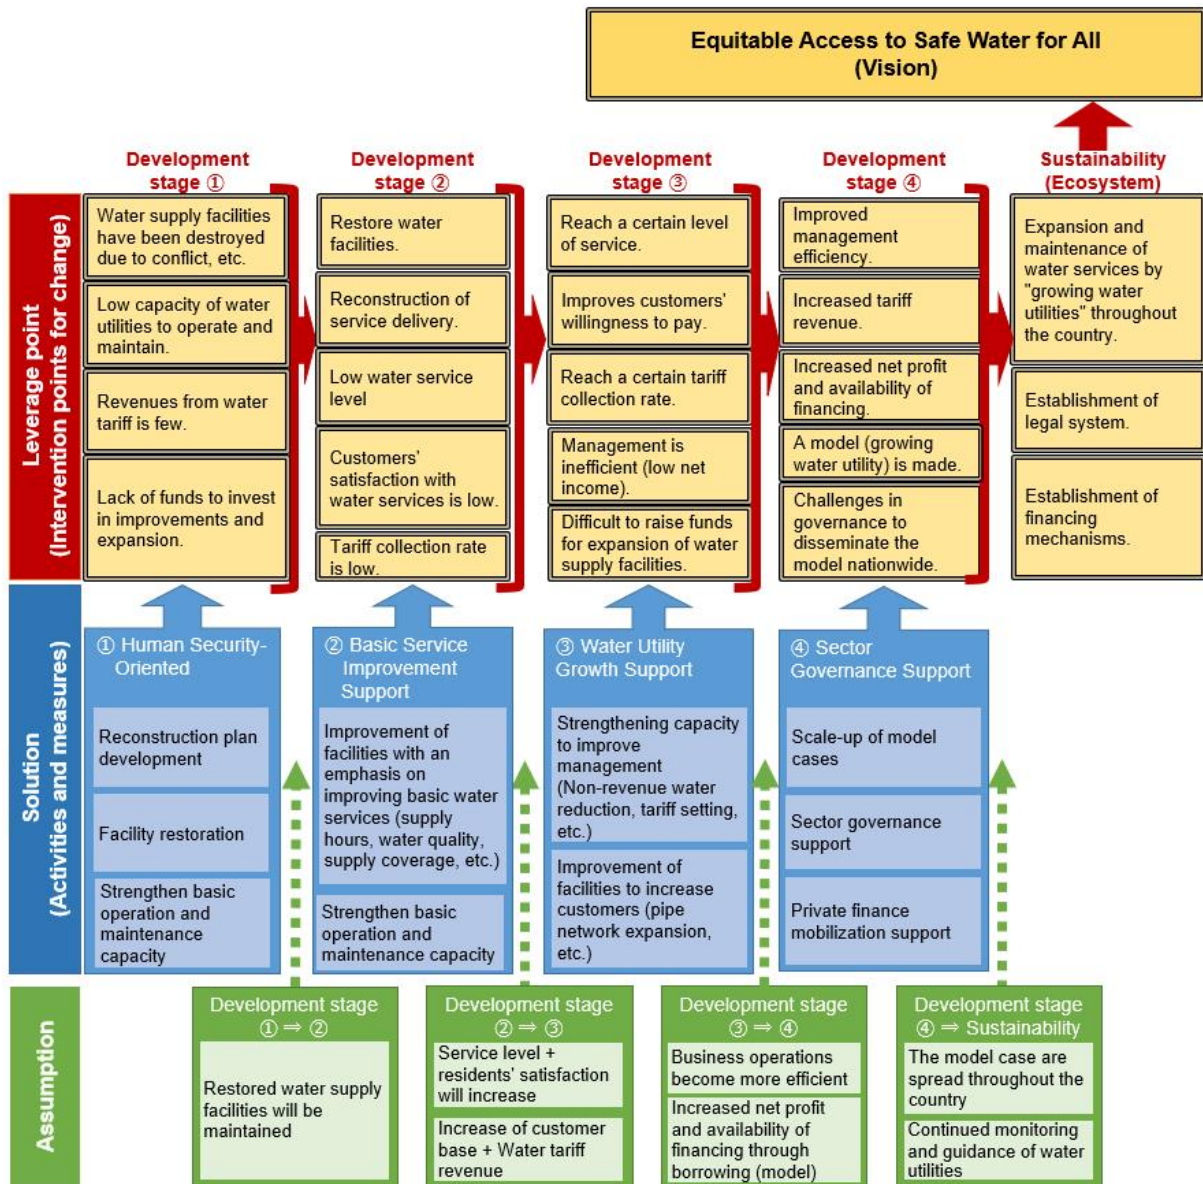 Equitable Access to Safe Water for All
(Vision)
Development
stage ①
Development
stage ②
Development
stage ③
Development
stage ④
Sustainability
(Ecosystem)
Leverage point
(Intervention points for change)
Water supply facilities
have been destroyed
due to conflict, etc.
Low capacity of water
utilities to operate and
maintain.
Revenues from water
tariff is few.
Lack of funds to invest
in improvements and
expansion.
Restore water
facilities.
Reconstruction of
service delivery.
Low water service
level
Customers'
satisfaction with
water services is low.
Tariff collection rate
is low.
Reach a certain level
of service.
Improves customers'
willingness to pay.
Reach a certain tariff
collection rate.
Management is
inefficient (low net
income).
Difficult to raise funds
for expansion of water
supply facilities.
Improved
management
efficiency.
Increased tariff
revenue.
Increased net profit
and availability of
financing.
A model (growing
water utility) is made.
Challenges in
governance to
disseminate the
model nationwide.
Expansion and
maintenance of
water services by
"growing water
utilities" throughout
the country.
Establishment of
legal system.
Establishment of
financing
mechanisms.
Solution
(Activities and measures)
① Human Security-
Oriented
Reconstruction plan
development
Facility restoration
Strengthen basic
operation and
maintenance
capacity
② Basic Service
Improvement
Support
Improvement of
facilities with an
emphasis on
improving basic water
services (supply
hours, water quality,
supply coverage, etc.)
Strengthen basic
operation and
maintenance capacity
③ Water Utility
Growth Support
Strengthening capacity
to improve
management
(Non-revenue water
reduction, tariff setting,
etc.)
Improvement of
facilities to increase
customers (pipe
network expansion,
etc.)
④ Sector
Governance Support
Scale-up of model
cases
Sector governance
support
Private finance
mobilization support
Assumption
Development stage
① ⇒ ②
Restored water supply
facilities will be
maintained
Development stage
② ⇒ ③
Service level +
residents' satisfaction
will increase
Increase of customer
base + Water tariff
revenue
Development stage
③ ⇒ ④
Business operations
become more efficient
Increased net profit
and availability of
financing through
borrowing (model)
Development stage
④ ⇒ Sustainability
The model case are
spread throughout the
country
Continued monitoring
and guidance of water
utilities